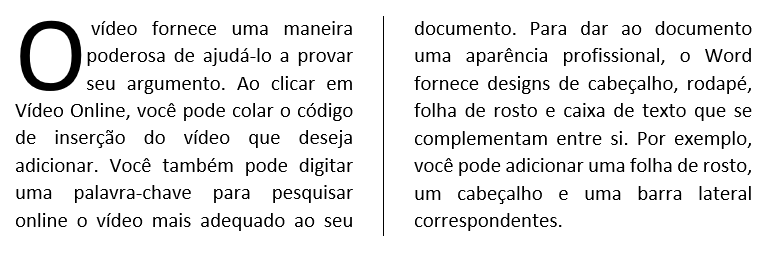 O vídeo fornece uma maneira
poderosa de ajudá-lo a provar
seu argumento. Ao clicar em
Vídeo Online, você pode colar o código
de inserção do vídeo que deseja
adicionar. Você também pode digitar
uma palavra-chave para pesquisar
online o vídeo mais adequado ao seu
documento. Para dar ao documento
uma aparência profissional, o Word
fornece designs de cabeçalho, rodapé,
folha de rosto e caixa de texto que se
complementam entre si. Por exemplo,
você pode adicionar uma folha de rosto,
um cabeçalho e uma barra lateral
correspondentes.